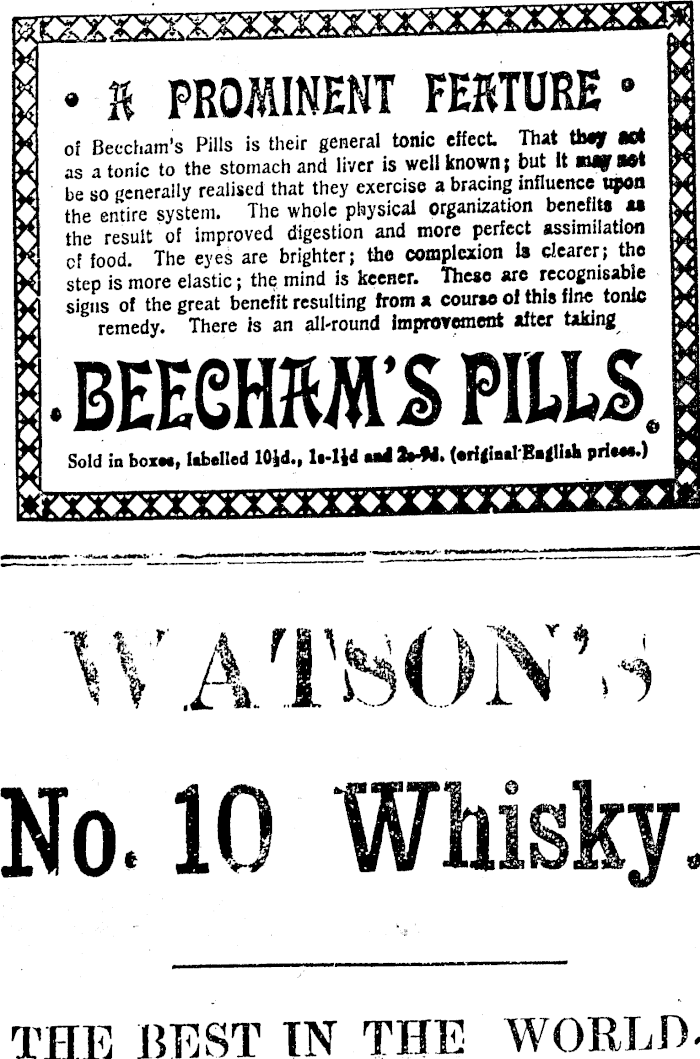 A PROMINENT FEATURE
of Beecham's Pills is their general tonic effect. That they act
as a tonic to the stomach and liver is well known; but it may not
be so generally realised that they exercise a bracing influence upon
the entire system. The whole physical organization benefits as
the result of improved digestion and more perfect assimilation
of food. The eyes are brighter; the complexion is clearer; the
step is more elastic; the mind is keener. These are recognisable
signs of the great benefit resulting from a course of this fine tonic
remedy. There is an all-round improvement after taking
BEECHAM'S PILLS.
Sold in boxes, labelled 10½d., 1s-1½d and 2s-9d. (original English prices.)
WATSON'S
No. 10 Whisky.
THE BEST IN THE WORLD.